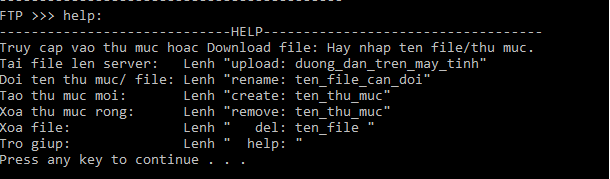 FTP >>> help:
-----------------------------HELP-----------------------------------
Truy cap vao thu muc hoac Download file: Hay nhap ten file/thu muc.
Tai file len server:   Lenh "upload: duong_dan_tren_may_tinh"
Doi ten thu muc/ file: Lenh "rename: ten_file_can_doi"
Tao thu muc moi:       Lenh "create: ten_thu_muc"
Xoa thu muc rong:      Lenh "remove: ten_thu_muc"
Xoa file:              Lenh "   del: ten_file "
Tro giup:              Lenh "  help: "
Press any key to continue . . .